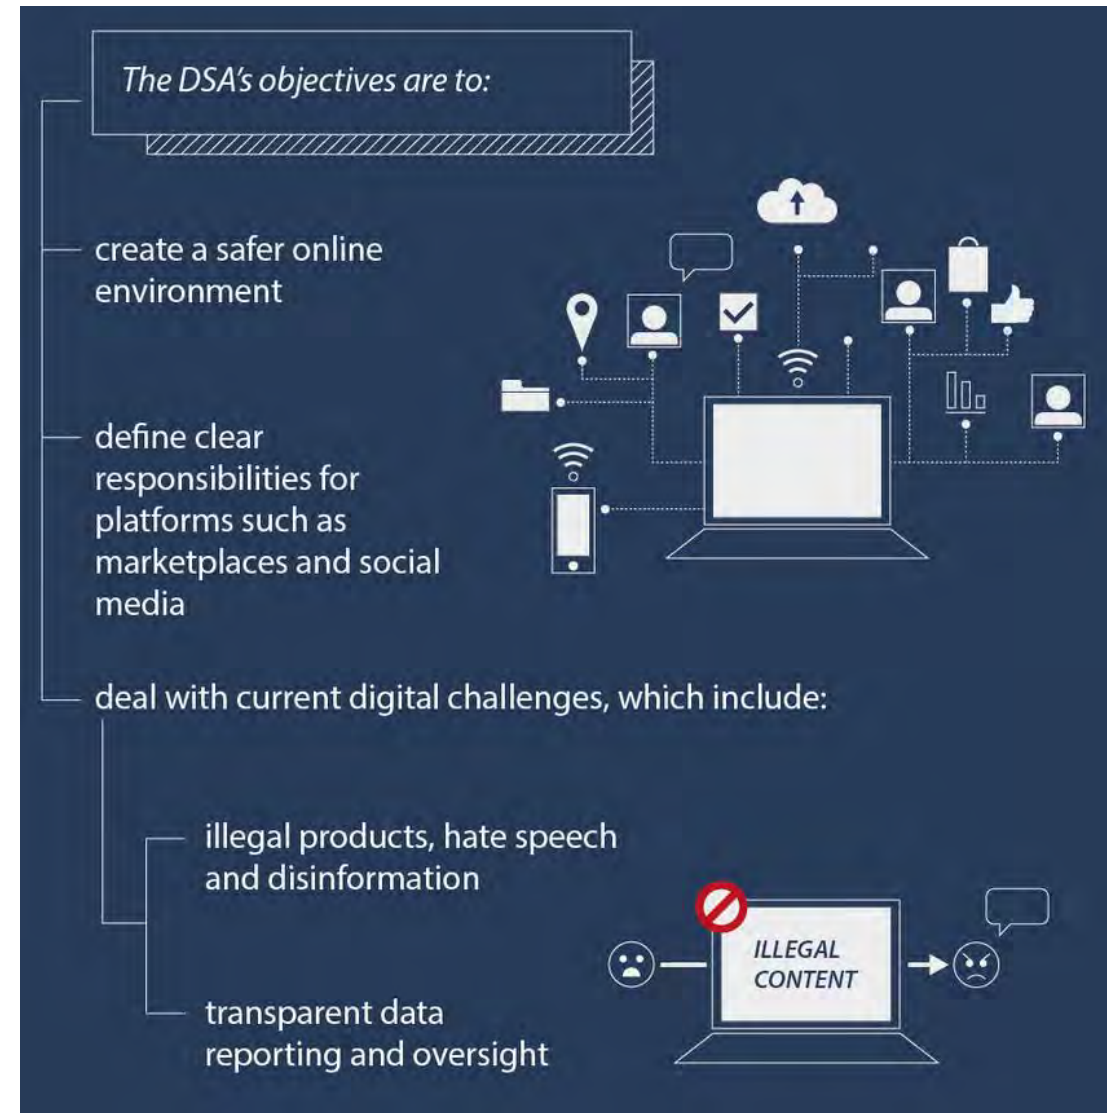 The DSA's objectives are to:
create a safer online
environment
define clear
responsibilities for
platforms such as
marketplaces and social
media
deal with current digital challenges, which include:
illegal products, hate speech
and disinformation
ILLEGAL
CONTENT
transparent data
reporting and oversight